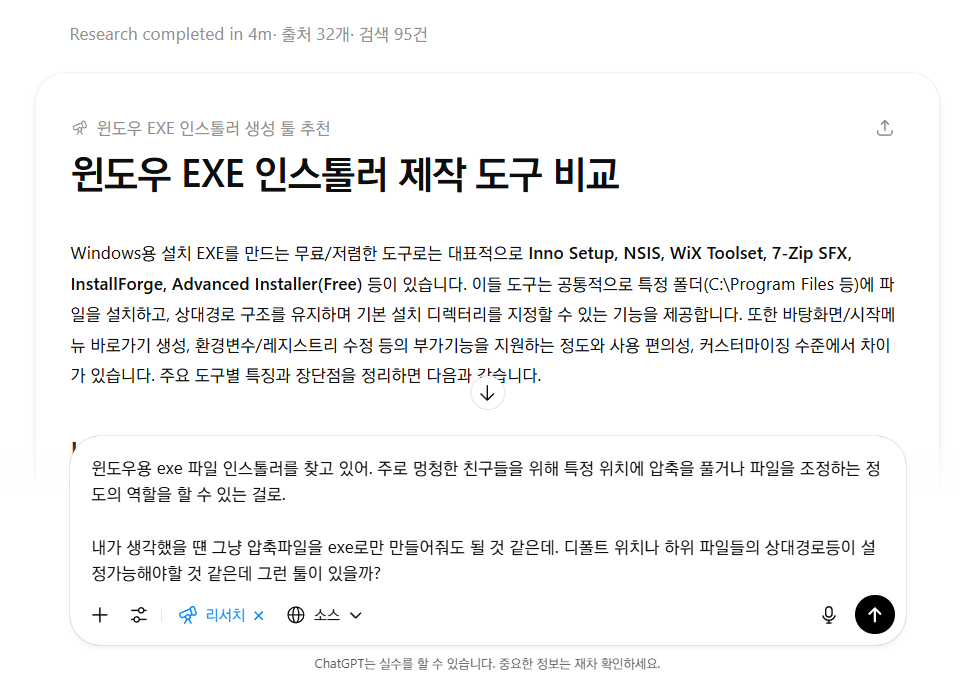 Research completed in 4m· 출처 32개· 검색 95건
윈도우 EXE 인스톨러 생성 툴 추천
윈도우 EXE 인스톨러 제작 도구 비교
Windows용 설치 EXE를 만드는 무료/저렴한 도구로는 대표적으로 Inno Setup, NSIS, WiX Toolset, 7-Zip SFX,
InstallForge, Advanced Installer(Free) 등이 있습니다. 이들 도구는 공통적으로 특정 폴더(C:\Program Files 등)에 파
일을 설치하고, 상대경로 구조를 유지하며 기본 설치 디렉터리를 지정할 수 있는 기능을 제공합니다. 또한 바탕화면/시작메
뉴 바로가기 생성, 환경변수/레지스트리 수정 등의 부가기능을 지원하는 정도와 사용 편의성, 커스터마이징 수준에서 차이
가 있습니다. 주요 도구별 특징과 장단점을 정리하면 다음과 같습니다.
윈도우용 exe 파일 인스톨러를 찾고 있어. 주로 멍청한 친구들을 위해 특정 위치에 압축을 풀거나 파일을 조정하는 정
도의 역할을 할 수 있는 걸로.
내가 생각했을 떈 그냥 압축파일을 exe로만 만들어줘도 될 것 같은데. 디폴트 위치나 하위 파일들의 상대경로등이 설
정가능해야할 것 같은데 그런 툴이 있을까?
리서치
소스
ChatGPT는 실수를 할 수 있습니다. 중요한 정보는 재차 확인하세요.